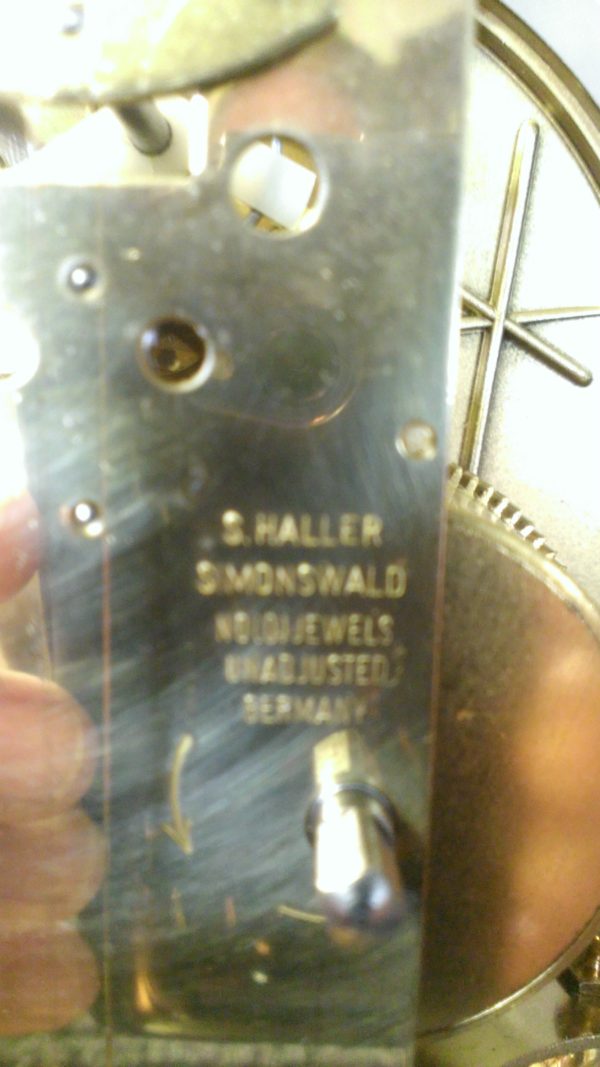 S. HALLER
SIMONSWALD
NO (0) JEWELS
UNADJUSTED
GERMANY